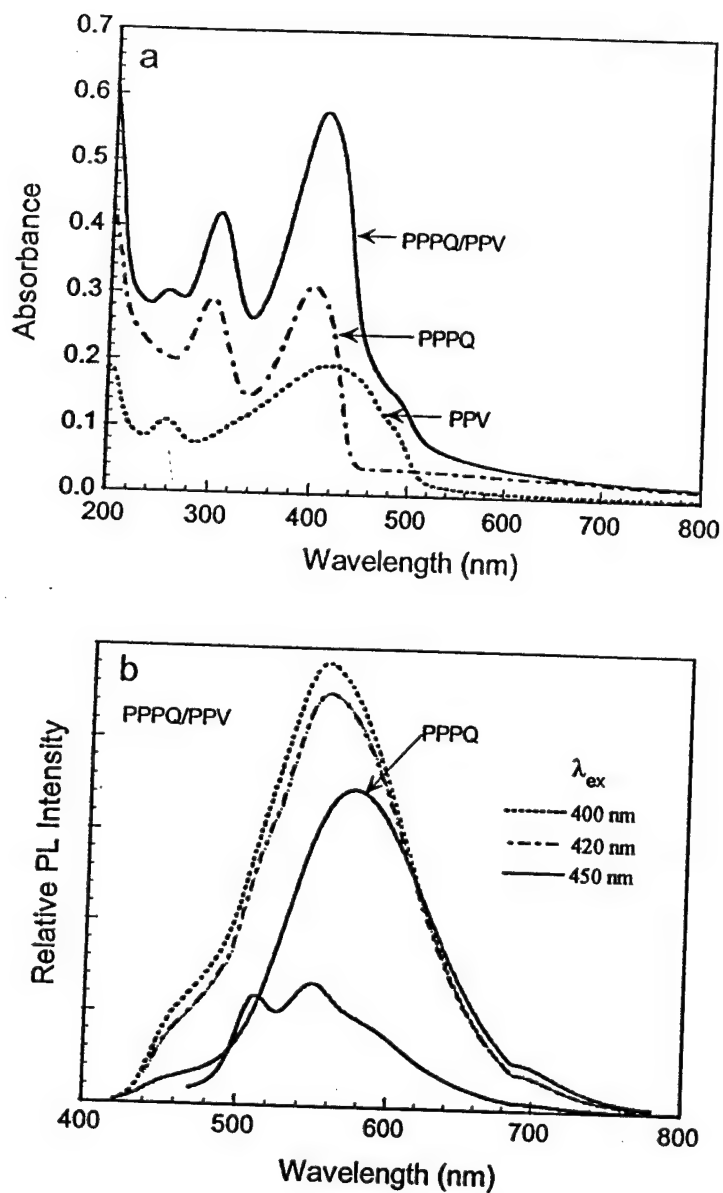 a
0.7
0.6
0.5
0.4
0.3
0.2
0.1
0.0
Absorbance
PPPQ/PPV
PPPQ
PPV
200 300 400 500 600 700 800
Wavelength (nm)
b
PPPQ/PPV
PPPQ
λex
400 nm
420 nm
450 nm
Relative PL Intensity
400 500 600 700 800
Wavelength (nm)